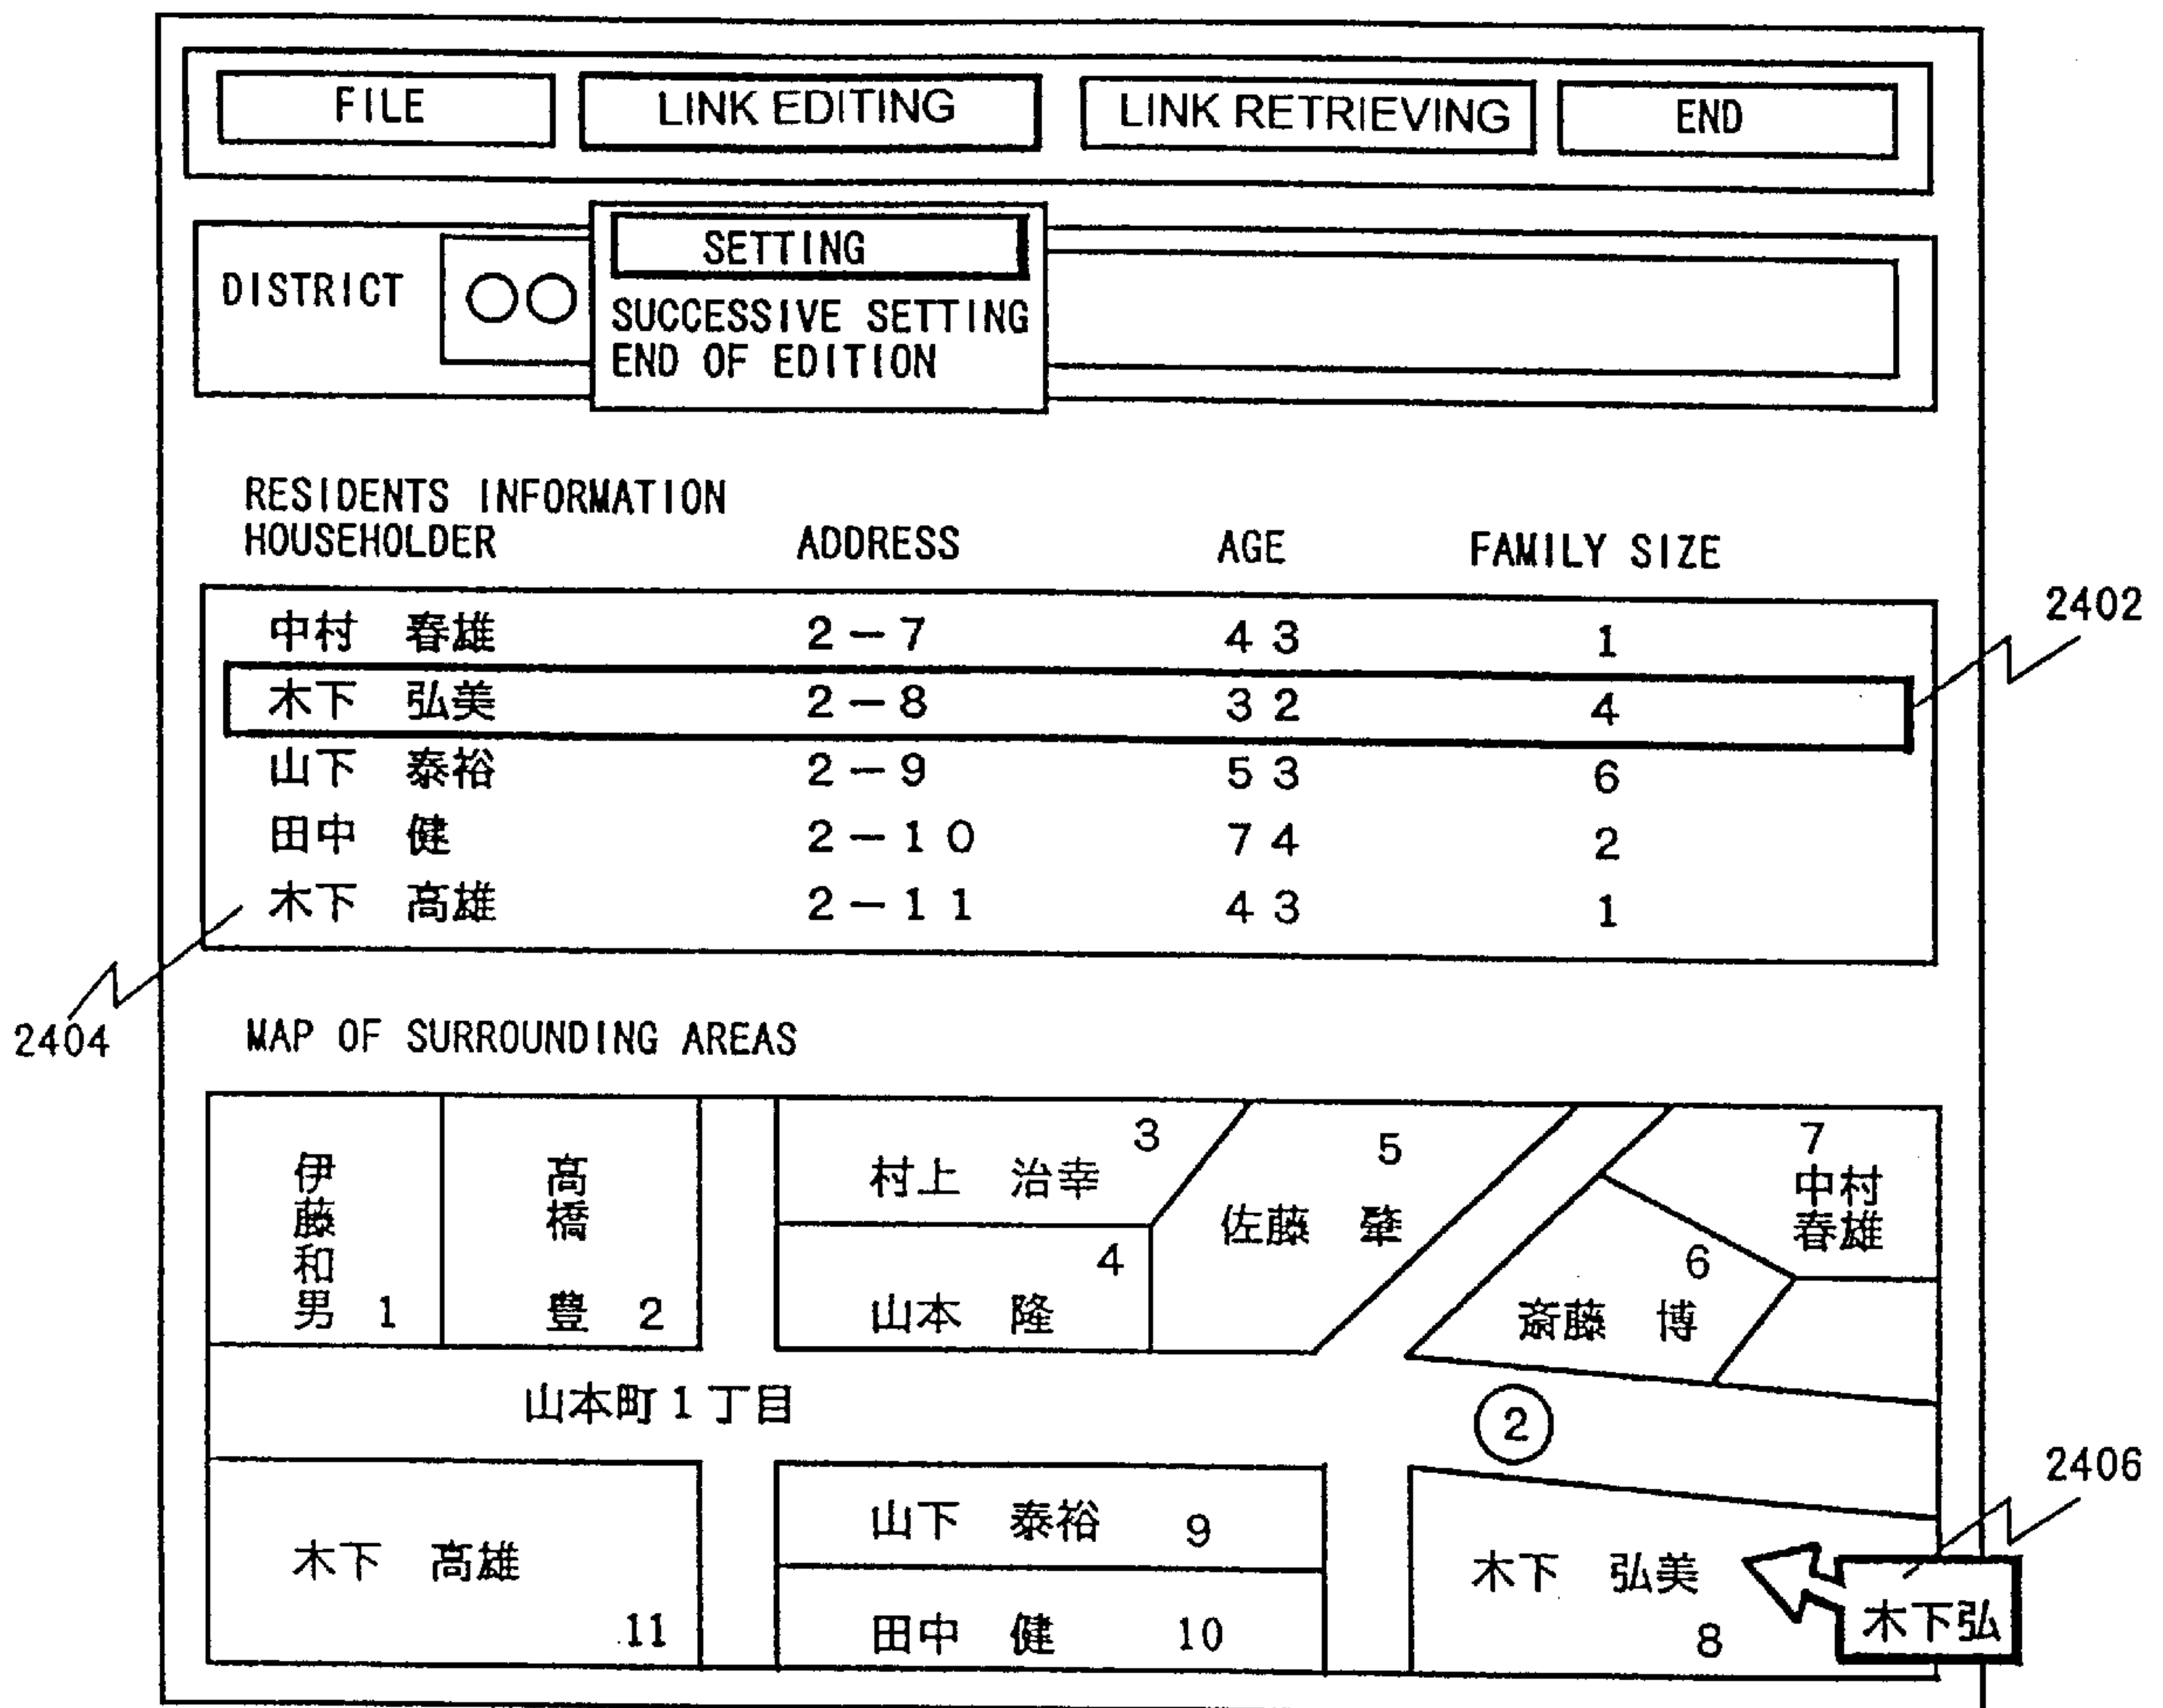 FILE LINK EDITING LINK RETRIEVING END
SETTING
DISTRICT ○○
SUCCESSIVE SETTING
END OF EDITION
RESIDENTS INFORMATION
HOUSEHOLDER ADDRESS AGE FAMILY SIZE
中村 春雄 2-7 43 1
2402
木下 弘美 2-8 32 4
山下 泰裕 2-9 53 6
田中 健 2-10 74 2
木下 高雄 2-11 43 1
2404
MAP OF SURROUNDING AREAS
伊藤和男 1
高橋 豊 2
3
村上 治幸
4
山本 隆
5
佐藤 肇
6
斎藤 博
7
中村
春雄
山本町1丁目
②
2406
木下 高雄
11
山下 泰裕 9
田中 健 10
木下 弘美
8
木下弘